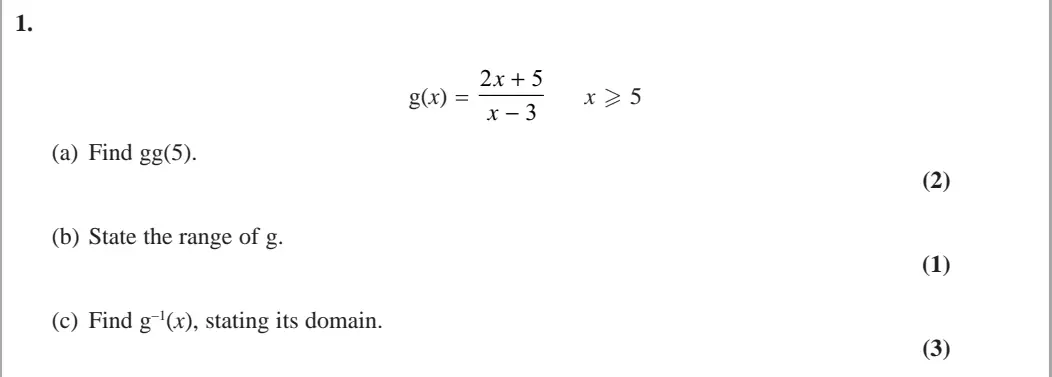 1.
g(x) = \frac{2x + 5}{x − 3} x ⩾ 5
(a) Find gg(5).
(2)
(b) State the range of g.
(1)
(c) Find g⁻¹(x), stating its domain.
(3)